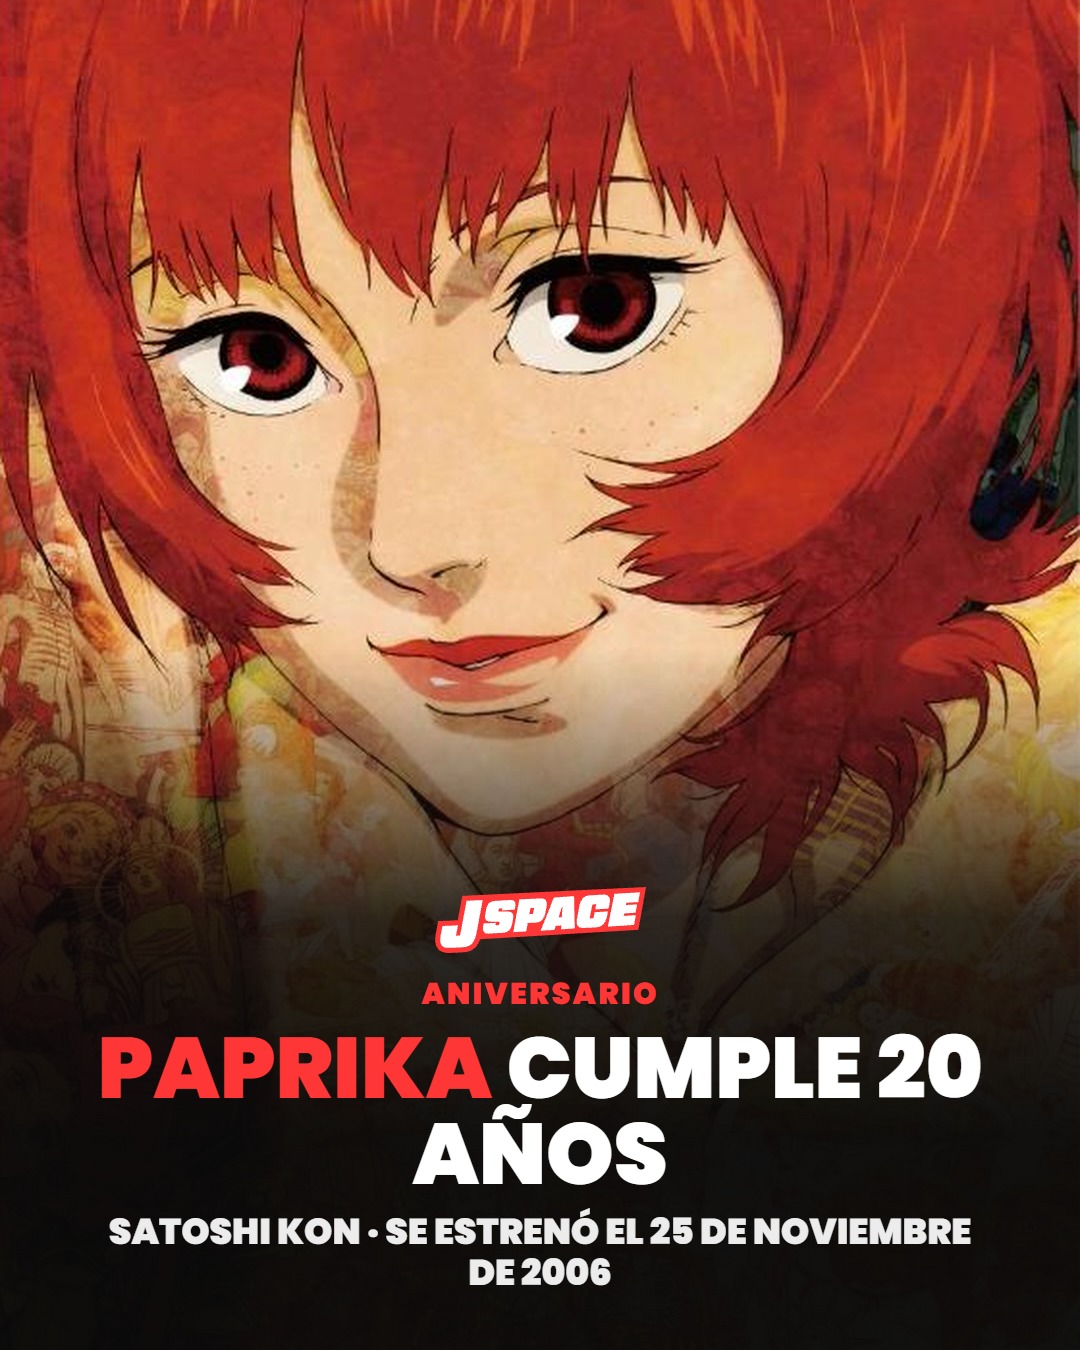 JSPACE
ANIVERSARIO
PAPRIKA CUMPLE 20
AÑOS
SATOSHI KON • SE ESTRENÓ EL 25 DE NOVIEMBRE
DE 2006